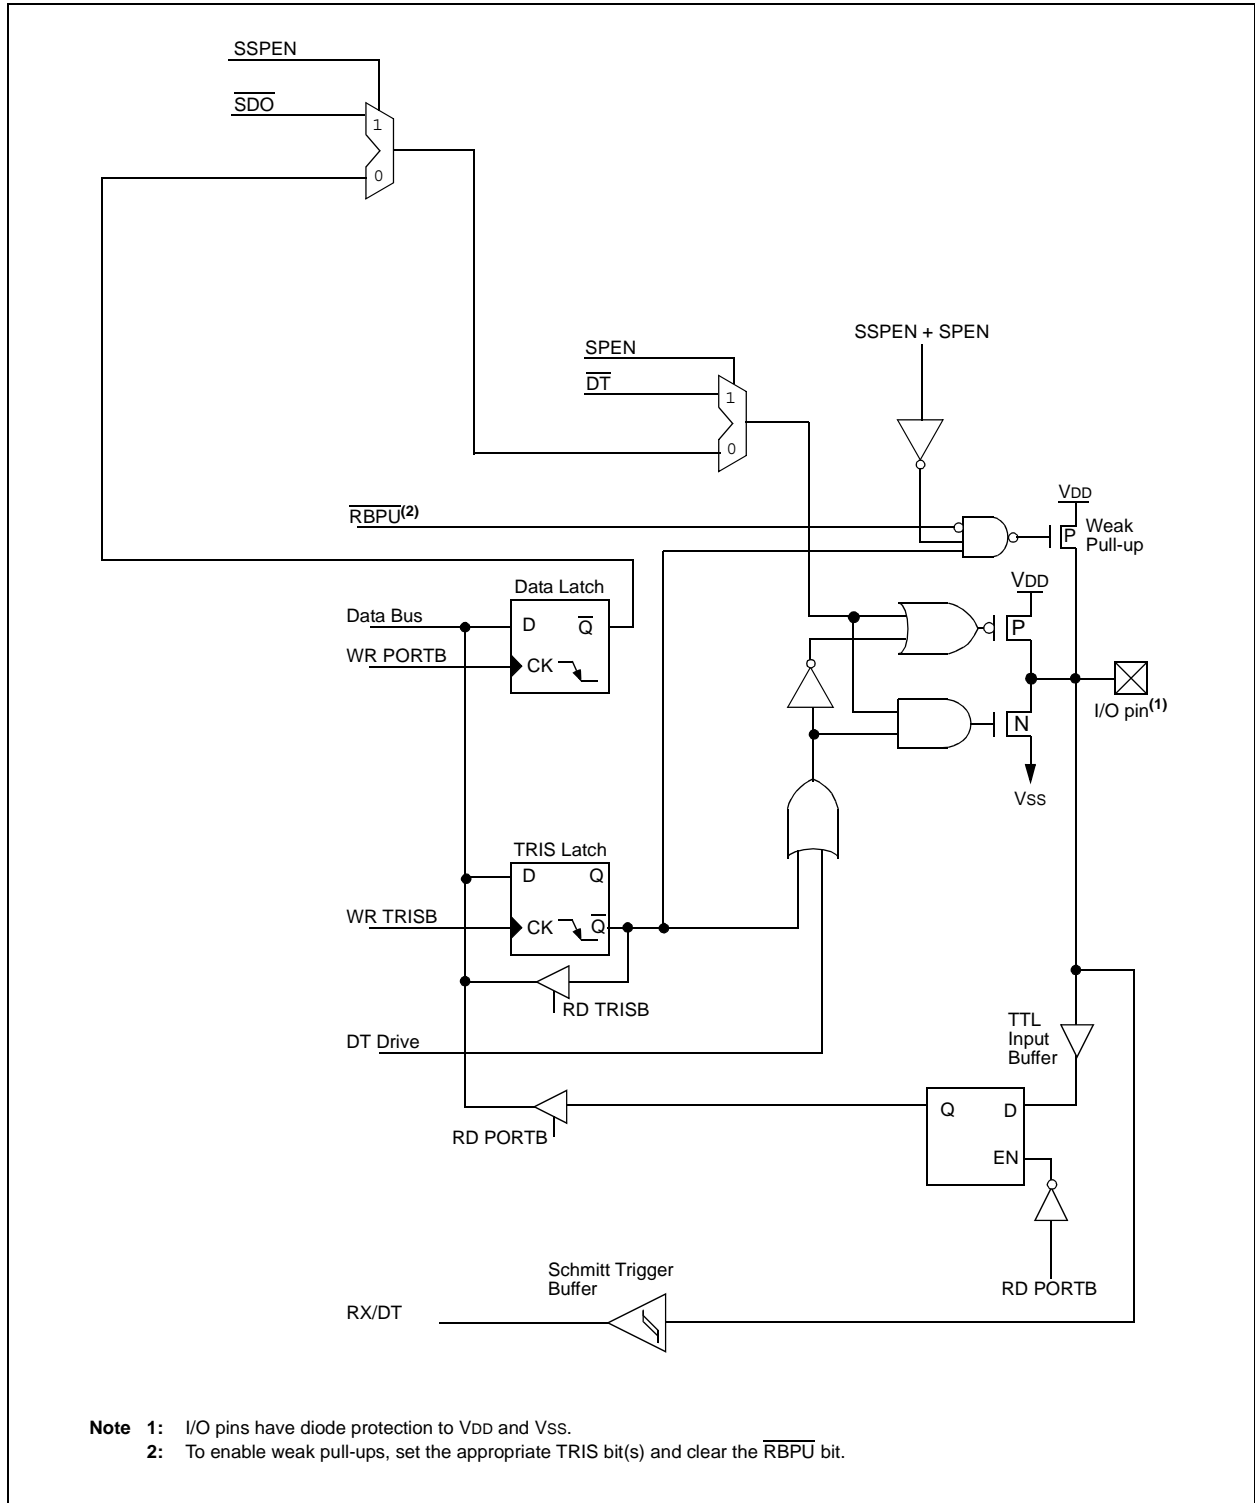 SSPEN
SDO
1
0
SSPEN + SPEN
SPEN
DT
1
0
VDD
RBPU(2)
Weak
Pull-up
P
VDD
Data Latch
Data Bus
D
Q
P
WR PORTB
CK
I/O pin(1)
N
VSS
TRIS Latch
D
Q
WR TRISB
CK
Q
RD TRISB
TTL
Input
Buffer
DT Drive
Q
D
RD PORTB
EN
Schmitt Trigger
Buffer
RD PORTB
RX/DT
Note 1: I/O pins have diode protection to VDD and VSS.
2: To enable weak pull-ups, set the appropriate TRIS bit(s) and clear the RBPU bit.